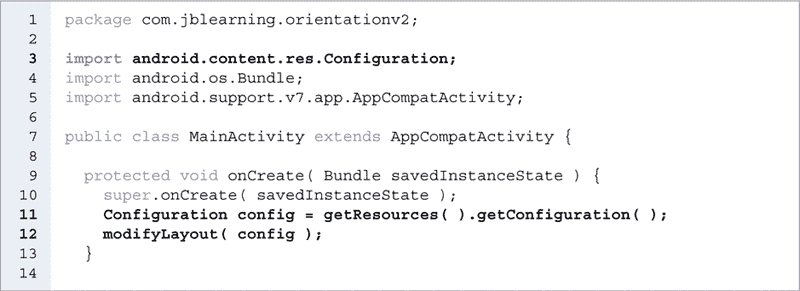 1 package com.jblearning.orientationv2;
2
3 import android.content.res.Configuration;
4 import android.os.Bundle;
5 import android.support.v7.app.AppCompatActivity;
6
7 public class MainActivity extends AppCompatActivity {
8
9 protected void onCreate( Bundle savedInstanceState ) {
10 super.onCreate( savedInstanceState );
11 Configuration config = getResources( ).getConfiguration( );
12 modifyLayout( config );
13 }
14